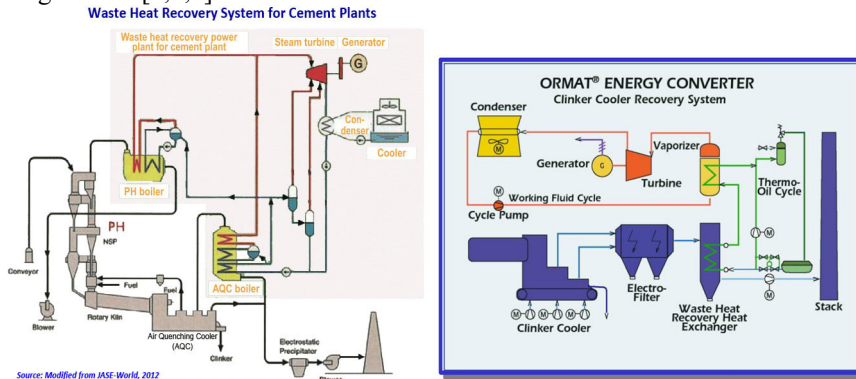 Waste Heat Recovery System for Cement Plants
Waste heat recovery power
plant for cement plant
Steam turbine
Generator
G
Con-
denser
Cooler
PH boiler
PH
NSP
AQC boiler
Conveyor
Fuel
Fuel
Blower
Rotary Kiln
Air Quenching Cooler
(AQC)
Clinker
Electrostatic
Precipitator
Source: Modified from JASE-World, 2012
ORMAT® ENERGY CONVERTER
Clinker Cooler Recovery System
Condenser
M
Generator
G
Turbine
Vaporizer
Thermo-
Oil Cycle
M
Working Fluid Cycle
Cycle Pump
M
M
Electro-
Filter
Waste Heat
Recovery Heat
Exchanger
Stack
M M M M
Clinker Cooler